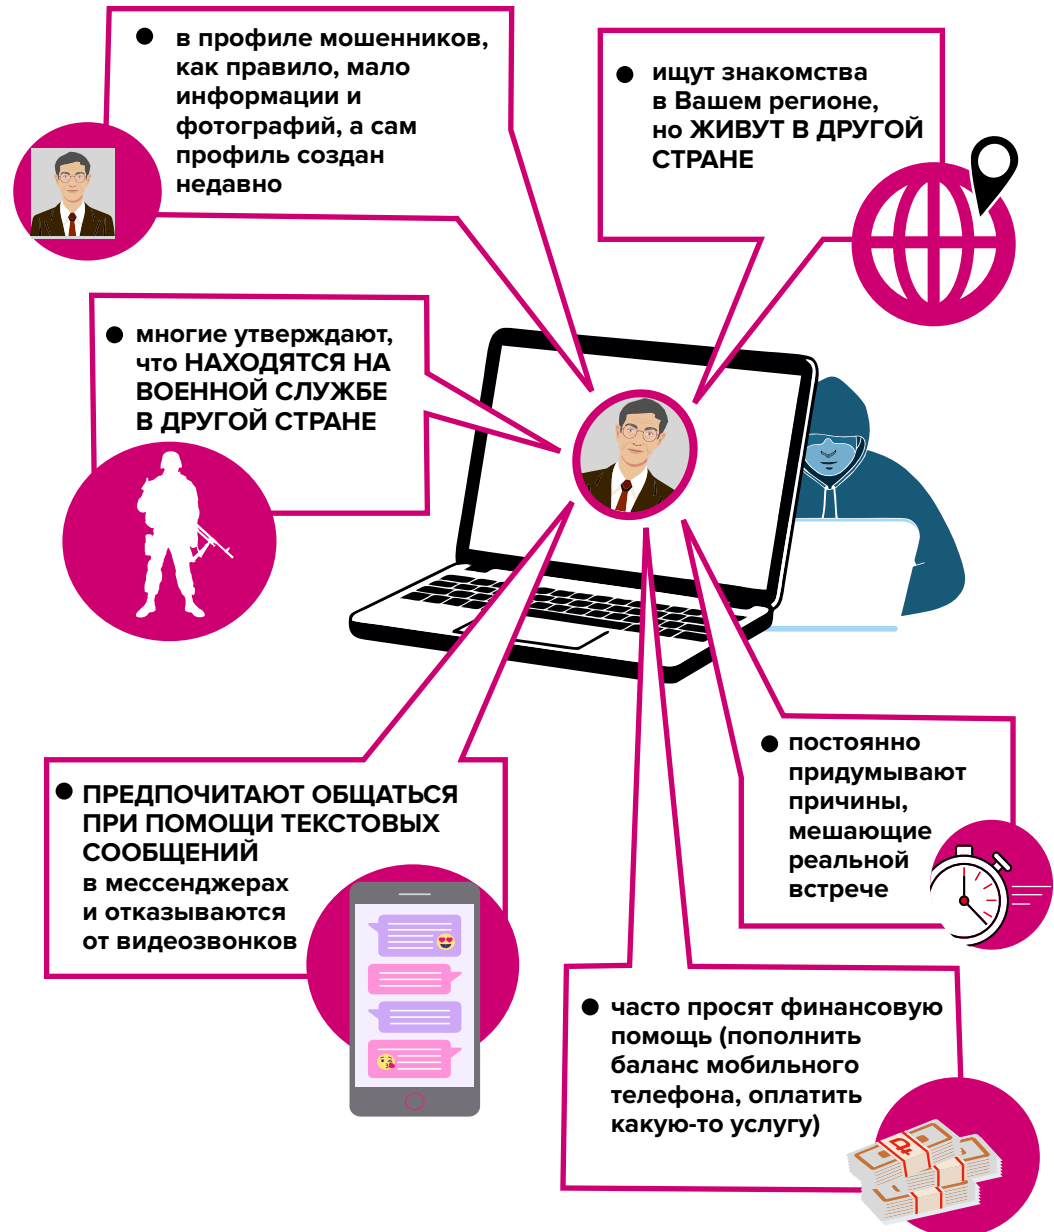 ● в профиле мошенников,
как правило, мало
информации и
фотографий, а сам
профиль создан
недавно
● ищут знакомства
в Вашем регионе,
но ЖИВУТ В ДРУГОЙ
СТРАНЕ
● многие утверждают,
что НАХОДЯТСЯ НА
ВОЕННОЙ СЛУЖБЕ
В ДРУГОЙ СТРАНЕ
● ПРЕДПОЧИТАЮТ ОБЩАТЬСЯ
ПРИ ПОМОЩИ ТЕКСТОВЫХ
СООБЩЕНИЙ
в мессенджерах
и отказываются
от видеозвонков
● постоянно
придумывают
причины,
мешающие
реальной
встрече
● часто просят финансовую
помощь (пополнить
баланс мобильного
телефона, оплатить
какую-то услугу)